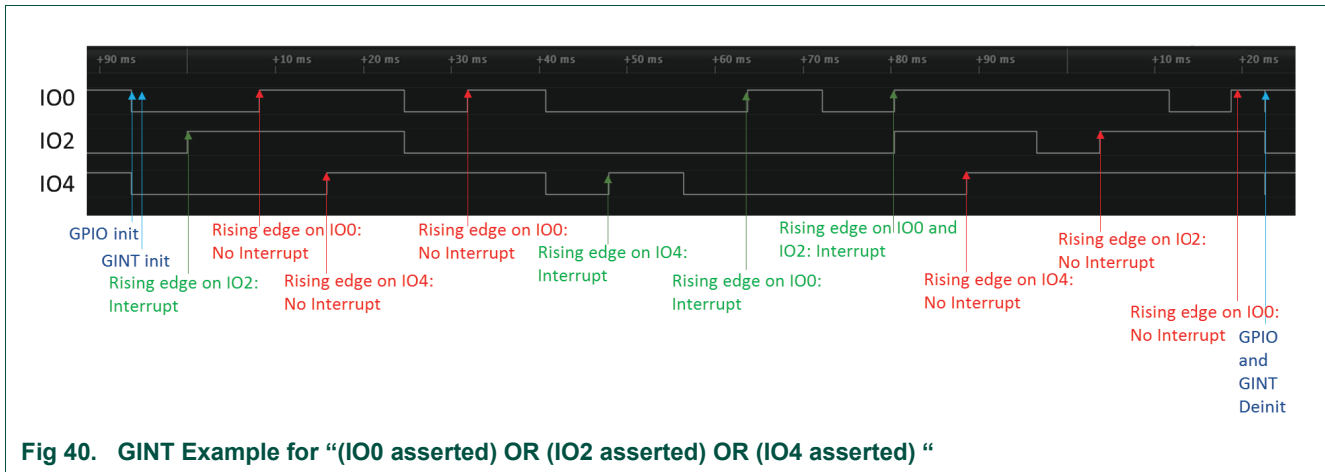 +90 ms +10 ms +20 ms +30 ms +40 ms +50 ms +60 ms +70 ms +80 ms +90 ms +10 ms +20 ms
IO0
IO2
IO4
GPIO init
GINT init
Rising edge on IO2:
Interrupt
Rising edge on IO0:
No Interrupt
Rising edge on IO4:
No Interrupt
Rising edge on IO0:
No Interrupt
Rising edge on IO4:
Interrupt
Rising edge on IO0:
Interrupt
Rising edge on IO0 and
IO2: Interrupt
Rising edge on IO4:
No Interrupt
Rising edge on IO2:
No Interrupt
Rising edge on IO0:
No Interrupt
GPIO
and
GINT
Deinit
Fig 40. GINT Example for “(IO0 asserted) OR (IO2 asserted) OR (IO4 asserted) “